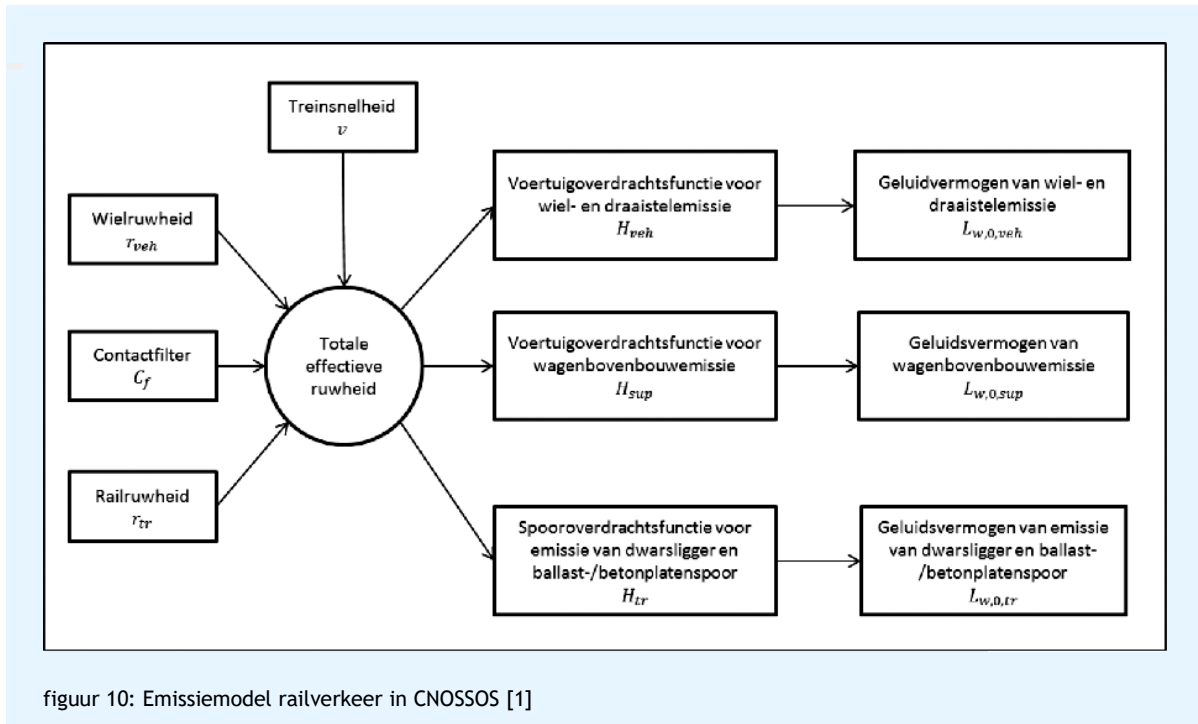 Treinsnelheid
v
Wielruwheid
r_veh
Contactfilter
C_f
Railruwheid
r_tr
Totale
effectieve
ruwheid
Voertuigoverdrachtsfunctie voor
wiel- en draaistelemissie
H_veh
Geluidvermogen van wiel- en
draaistelemissie
L_w,0,veh
Voertuigoverdrachtsfunctie voor
wagenbovenbouwemissie
H_sup
Geluidsvermogen van
wagenbovenbouwemissie
L_w,0,sup
Spooroverdrachtsfunctie voor
emissie van dwarsligger en
ballast-/betonplatenspoor
H_tr
Geluidsvermogen van emissie
van dwarsligger en ballast-
/betonplatenspoor
L_w,0,tr
figuur 10: Emissiemodel railverkeer in CNOSSOS [1]